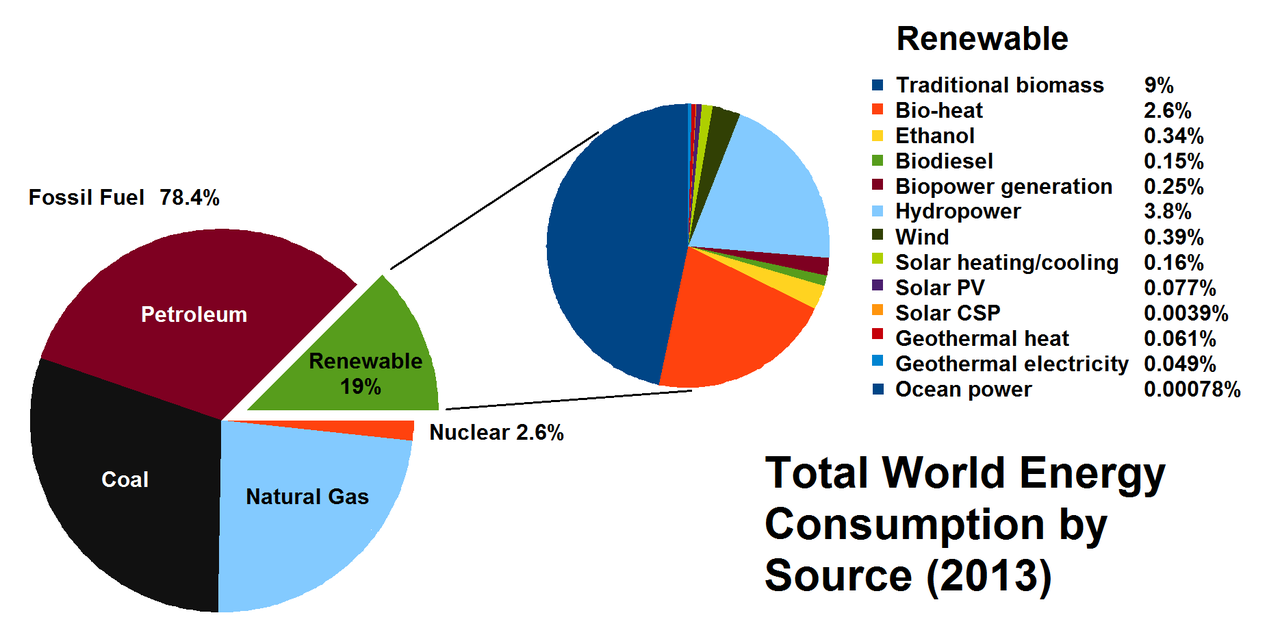 Renewable
Traditional biomass 9%
Bio-heat 2.6%
Ethanol 0.34%
Biodiesel 0.15%
Biopower generation 0.25%
Hydropower 3.8%
Wind 0.39%
Solar heating/cooling 0.16%
Solar PV 0.077%
Solar CSP 0.0039%
Geothermal heat 0.061%
Geothermal electricity 0.049%
Ocean power 0.00078%
Fossil Fuel 78.4%
Petroleum
Renewable
19%
Nuclear 2.6%
Coal
Natural Gas
Total World Energy
Consumption by
Source (2013)